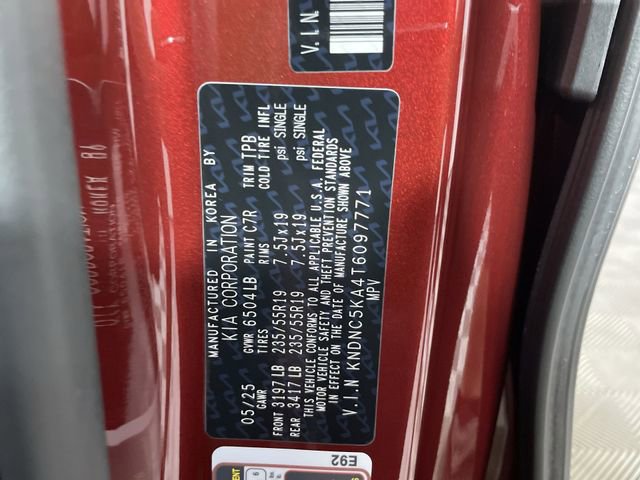 V.I.N.
MANUFACTURED IN KOREA BY
KIA CORPORATION
05/25 GVWR 6504LB PAINT C7R TRIM TPB
GAWR TIRES RIMS COLD TIRE INFL
FRONT 3197LB 235/55R19 7.5Jx19 psi SINGLE
REAR 3417LB 235/55R19 7.5Jx19 psi SINGLE
THIS VEHICLE CONFORMS TO ALL APPLICABLE U.S.A. FEDERAL
MOTOR VEHICLE SAFETY AND THEFT PREVENTION STANDARDS
IN EFFECT ON THE DATE OF MANUFACTURE SHOWN ABOVE
V.I.N KNDNC5KA4T6097771
MPV
E92